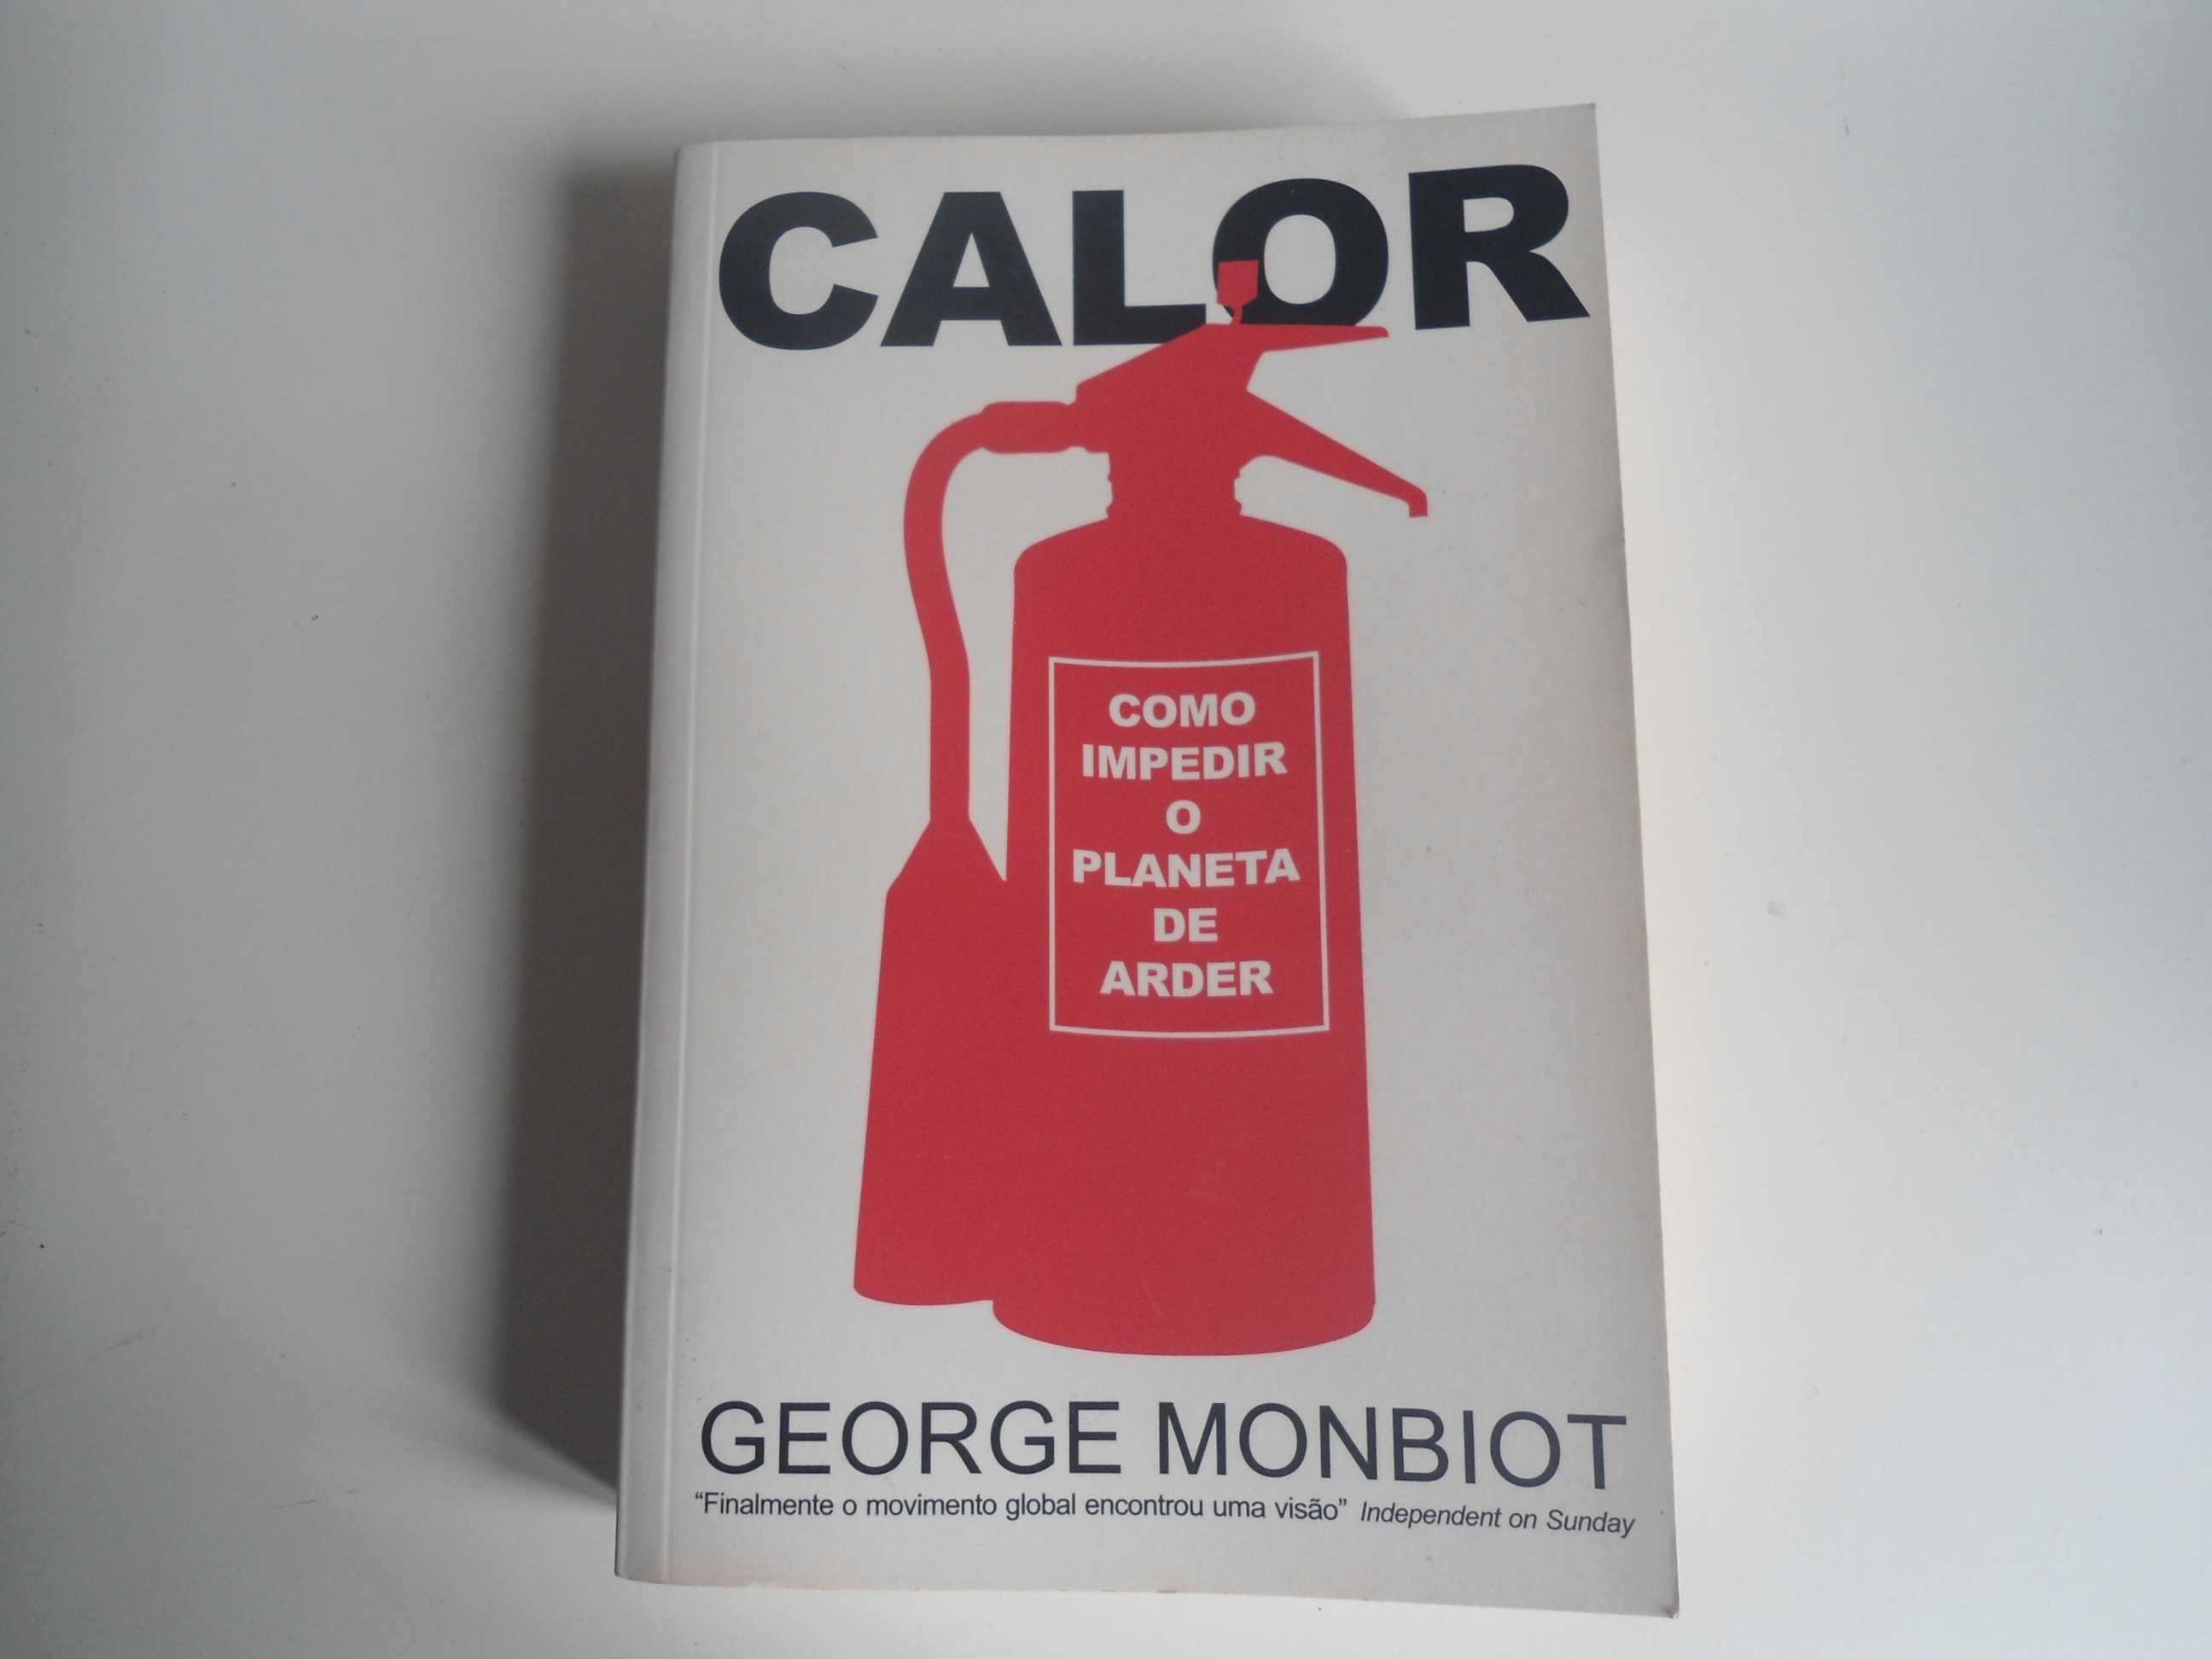 CALOR
COMO
IMPEDIR
O
PLANETA
DE
ARDER
GEORGE MONBIOT
“Finalmente o movimento global encontrou uma visão” Independent on Sunday